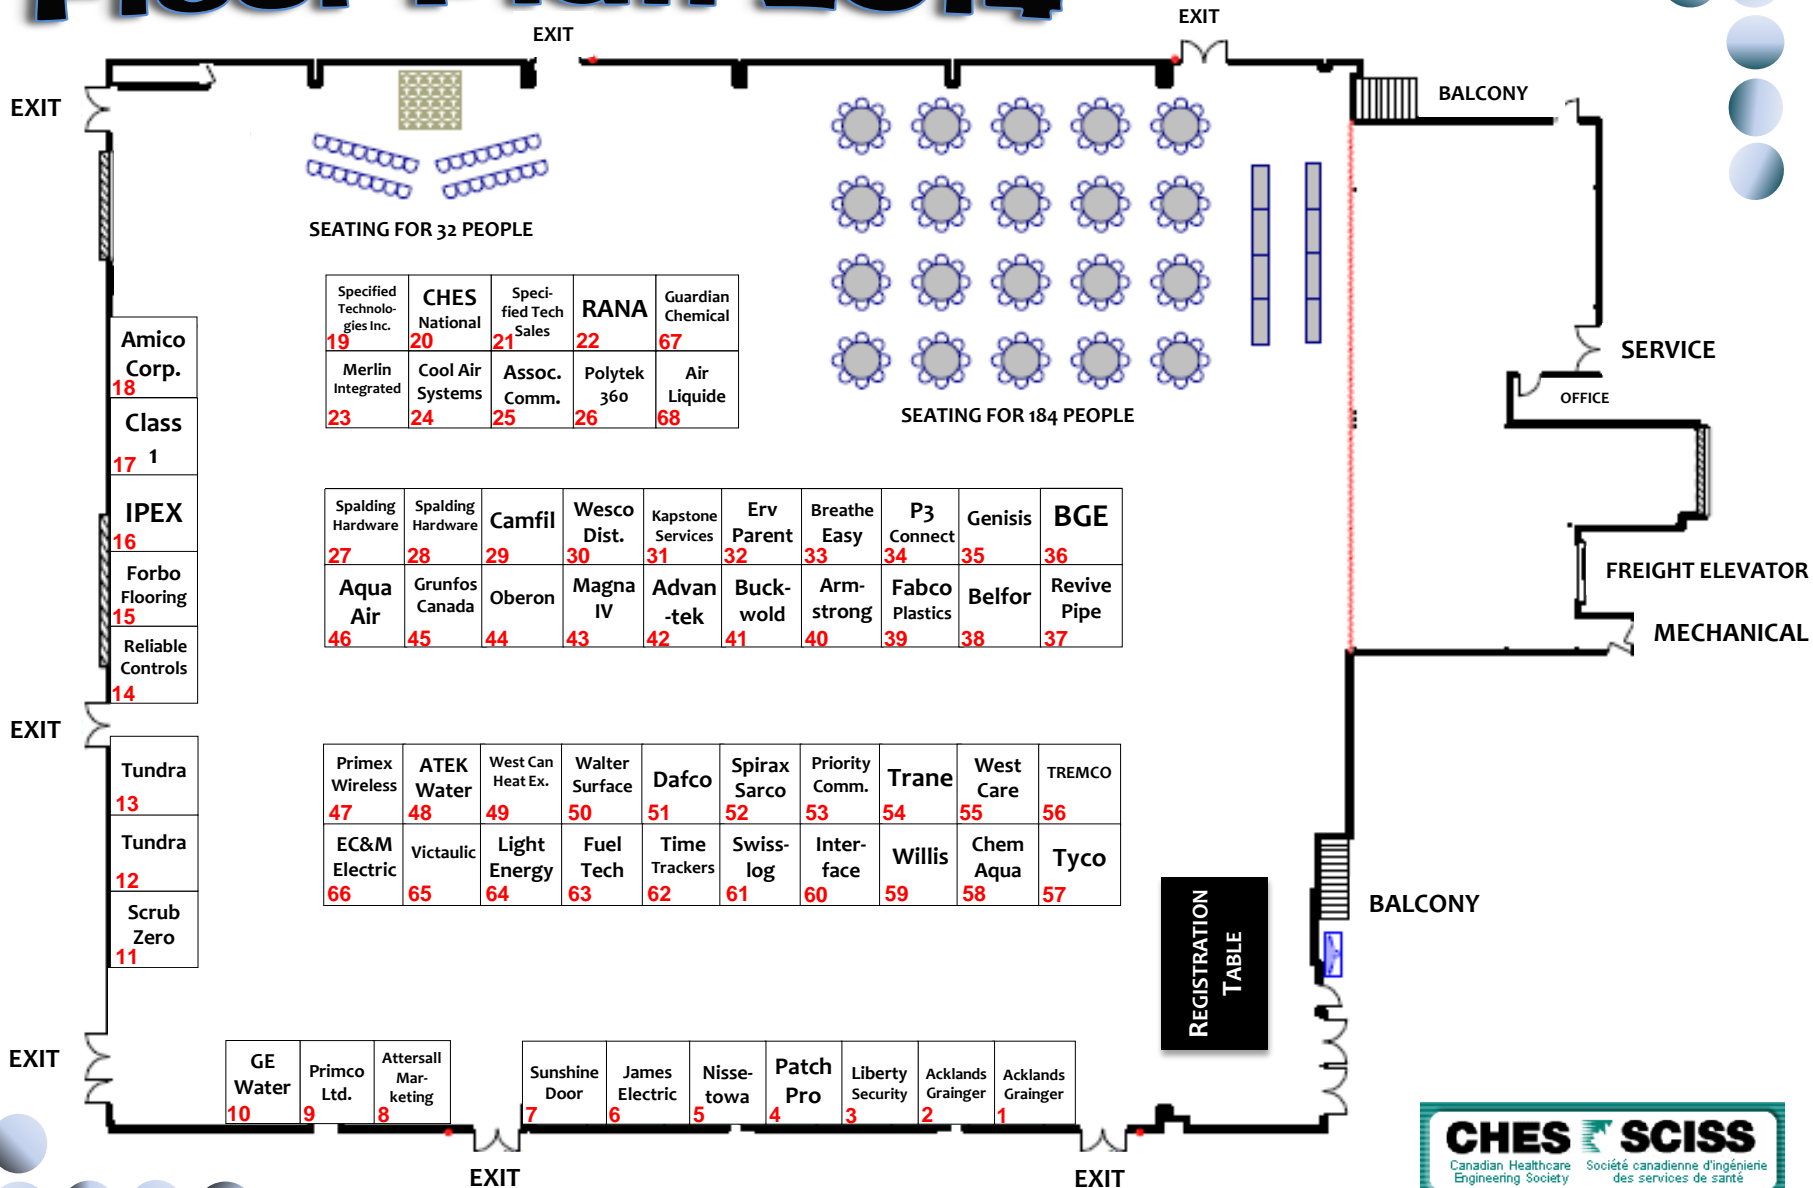 Floor Plan 2014
EXIT
EXIT
EXIT
BALCONY
SEATING FOR 32 PEOPLE
SEATING FOR 184 PEOPLE
SERVICE
OFFICE
FREIGHT ELEVATOR
MECHANICAL
Specified
Technolo-
gies Inc.
19
CHES
National
20
Speci-
fied Tech
Sales
21
RANA
22
Guardian
Chemical
67
Merlin
Integrated
23
Cool Air
Systems
24
Assoc.
Comm.
25
Polytek
360
26
Air
Liquide
68
Amico
Corp.
18
Class
1
17
IPEX
16
Forbo
Flooring
15
Reliable
Controls
14
EXIT
Tundra
13
Tundra
12
Scrub
Zero
11
Spalding
Hardware
27
Spalding
Hardware
28
Camfil
29
Wesco
Dist.
30
Kapstone
Services
31
Erv
Parent
32
Breathe
Easy
33
P3
Connect
34
Genisis
35
BGE
36
Aqua
Air
46
Grunfos
Canada
45
Oberon
44
Magna
IV
43
Advan
-tek
42
Buck-
wold
41
Arm-
strong
40
Fabco
Plastics
39
Belfor
38
Revive
Pipe
37
Primex
Wireless
47
ATEK
Water
48
West Can
Heat Ex.
49
Walter
Surface
50
Dafco
51
Spirax
Sarco
52
Priority
Comm.
53
Trane
54
West
Care
55
TREMCO
56
EC&M
Electric
66
Victaulic
65
Light
Energy
64
Fuel
Tech
63
Time
Trackers
62
Swiss-
log
61
Inter-
face
60
Willis
59
Chem
Aqua
58
Tyco
57
REGISTRATION
TABLE
BALCONY
EXIT
GE
Water
10
Primco
Ltd.
9
Attersall
Mar-
keting
8
Sunshine
Door
7
James
Electric
6
Nisse-
towa
5
Patch
Pro
4
Liberty
Security
3
Acklands
Grainger
2
Acklands
Grainger
1
EXIT
EXIT
CHES SCISS
Canadian Healthcare
Engineering Society
Société canadienne d'ingénierie
des services de santé